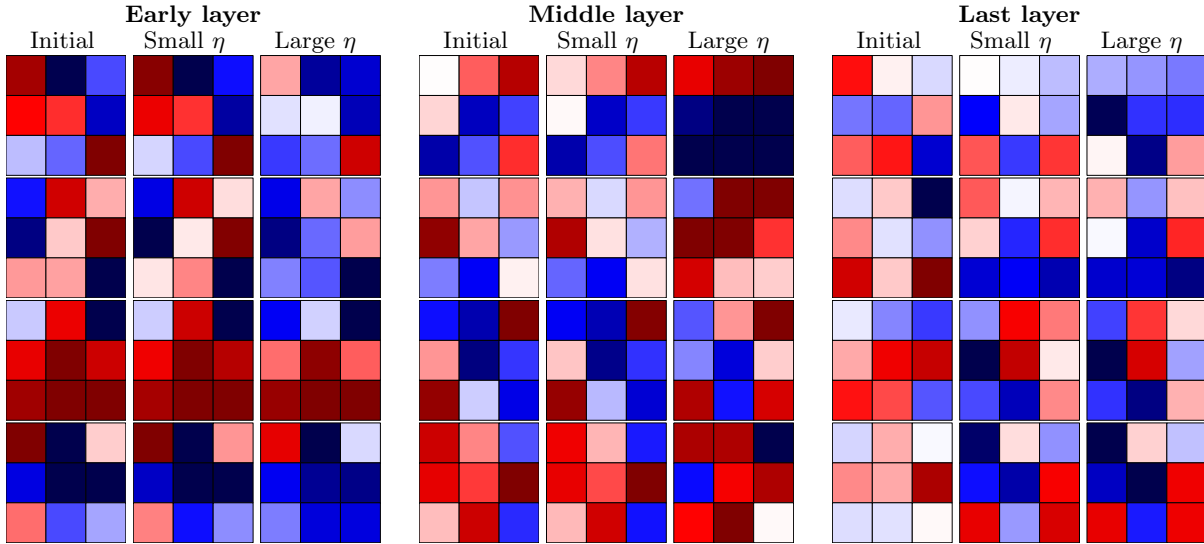 Early layer Middle layer Last layer
Initial Small η Large η Initial Small η Large η Initial Small η Large η